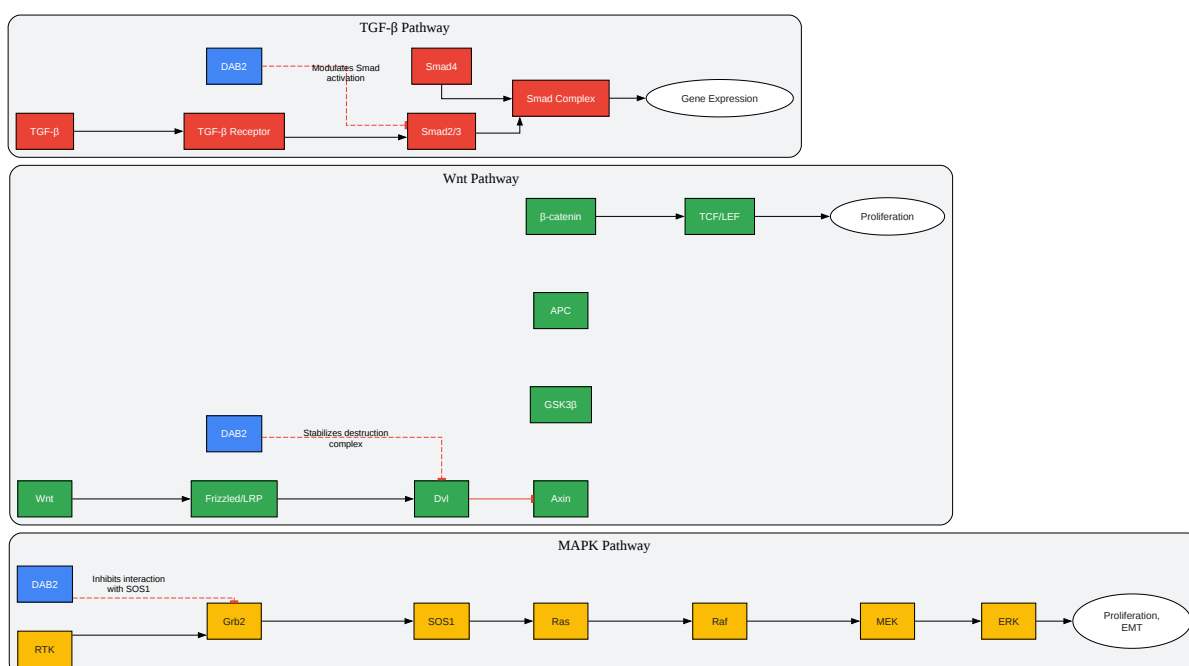 TGF-β Pathway
DAB2
Modulates Smad
activation
Smad4
Smad Complex
Gene Expression
TGF-β
TGF-β Receptor
Smad2/3
Wnt Pathway
β-catenin
TCF/LEF
Proliferation
APC
GSK3β
DAB2
Stabilizes destruction
complex
Wnt
Frizzled/LRP
Dvl
Axin
MAPK Pathway
DAB2
Inhibits interaction
with SOS1
RTK
Grb2
SOS1
Ras
Raf
MEK
ERK
Proliferation,
EMT